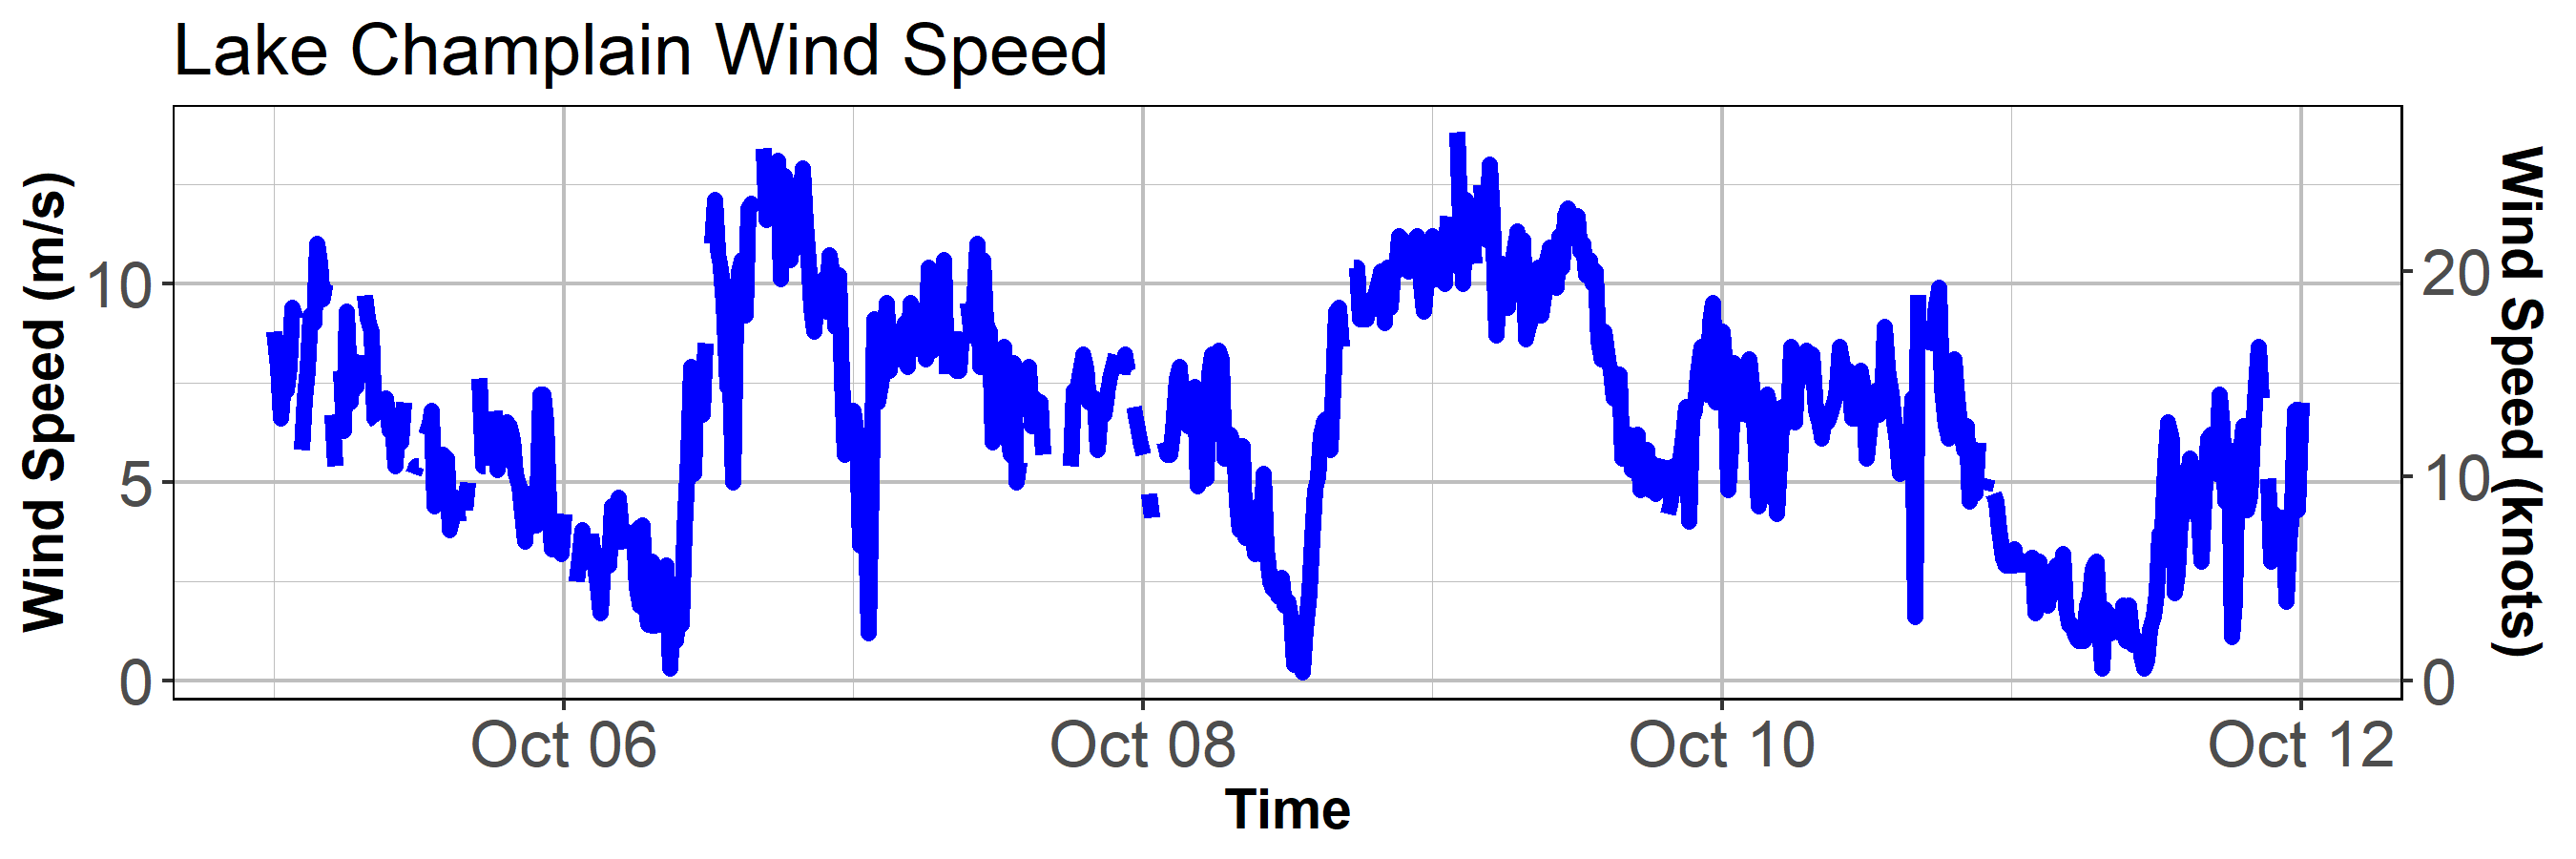 Lake Champlain Wind Speed
Wind Speed (m/s)
10
5
0
20
10
0
Wind Speed (knots)
Oct 06
Oct 08
Oct 10
Oct 12
Time